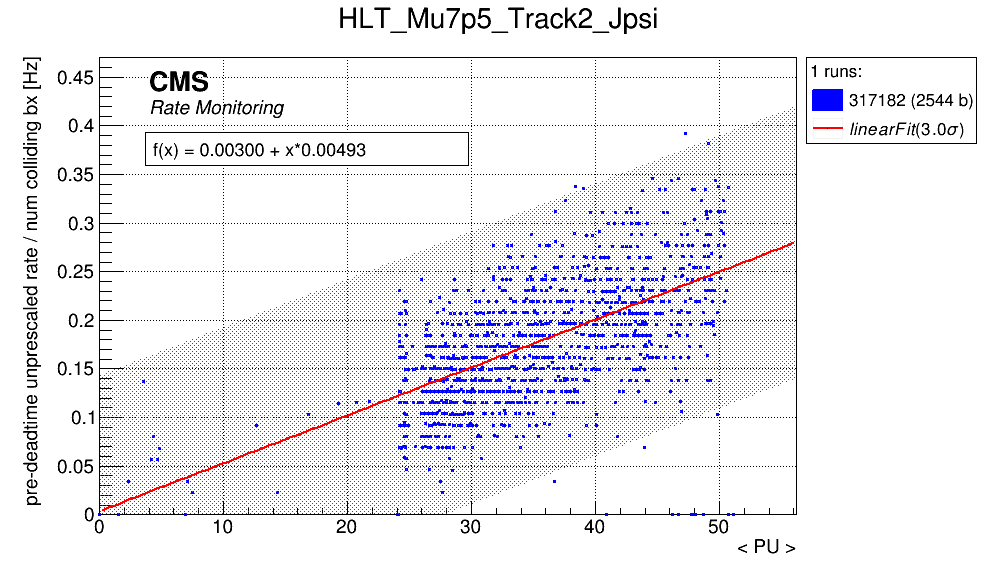 HLT_Mu7p5_Track2_Jpsi
pre-deadtime unprescaled rate / num colliding bx [Hz]
0.45
0.4
0.35
0.3
0.25
0.2
0.15
0.1
0.05
0
CMS
Rate Monitoring
f(x) = 0.00300 + x*0.00493
0 10 20 30 40 50
< PU >
1 runs:
317182 (2544 b)
linearFit(3.0σ)